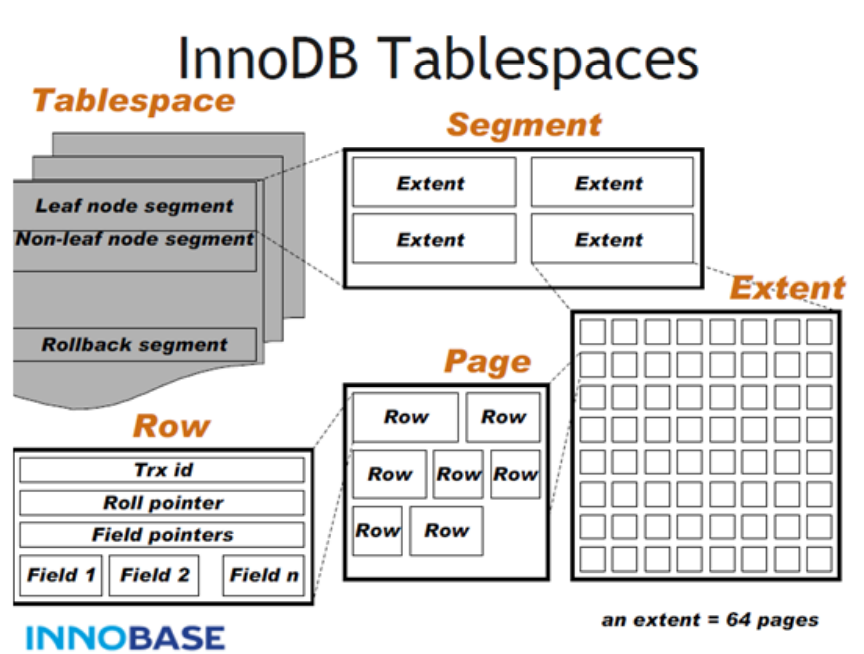 InnoDB Tablespaces
Tablespace
Leaf node segment
Non-leaf node segment
Rollback segment
Segment
Extent Extent
Extent Extent
Extent
an extent = 64 pages
Page
Row Row
Row Row Row
Row Row
Row
Trx id
Roll pointer
Field pointers
Field 1 Field 2 Field n
INNOBASE